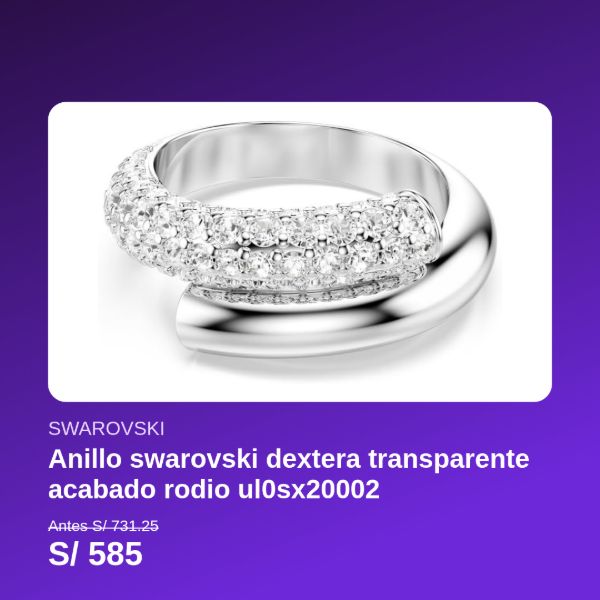 SWAROVSKI
Anillo swarovski dextera transparente
acabado rodio ul0sx20002
Antes S/ 731.25
S/ 585